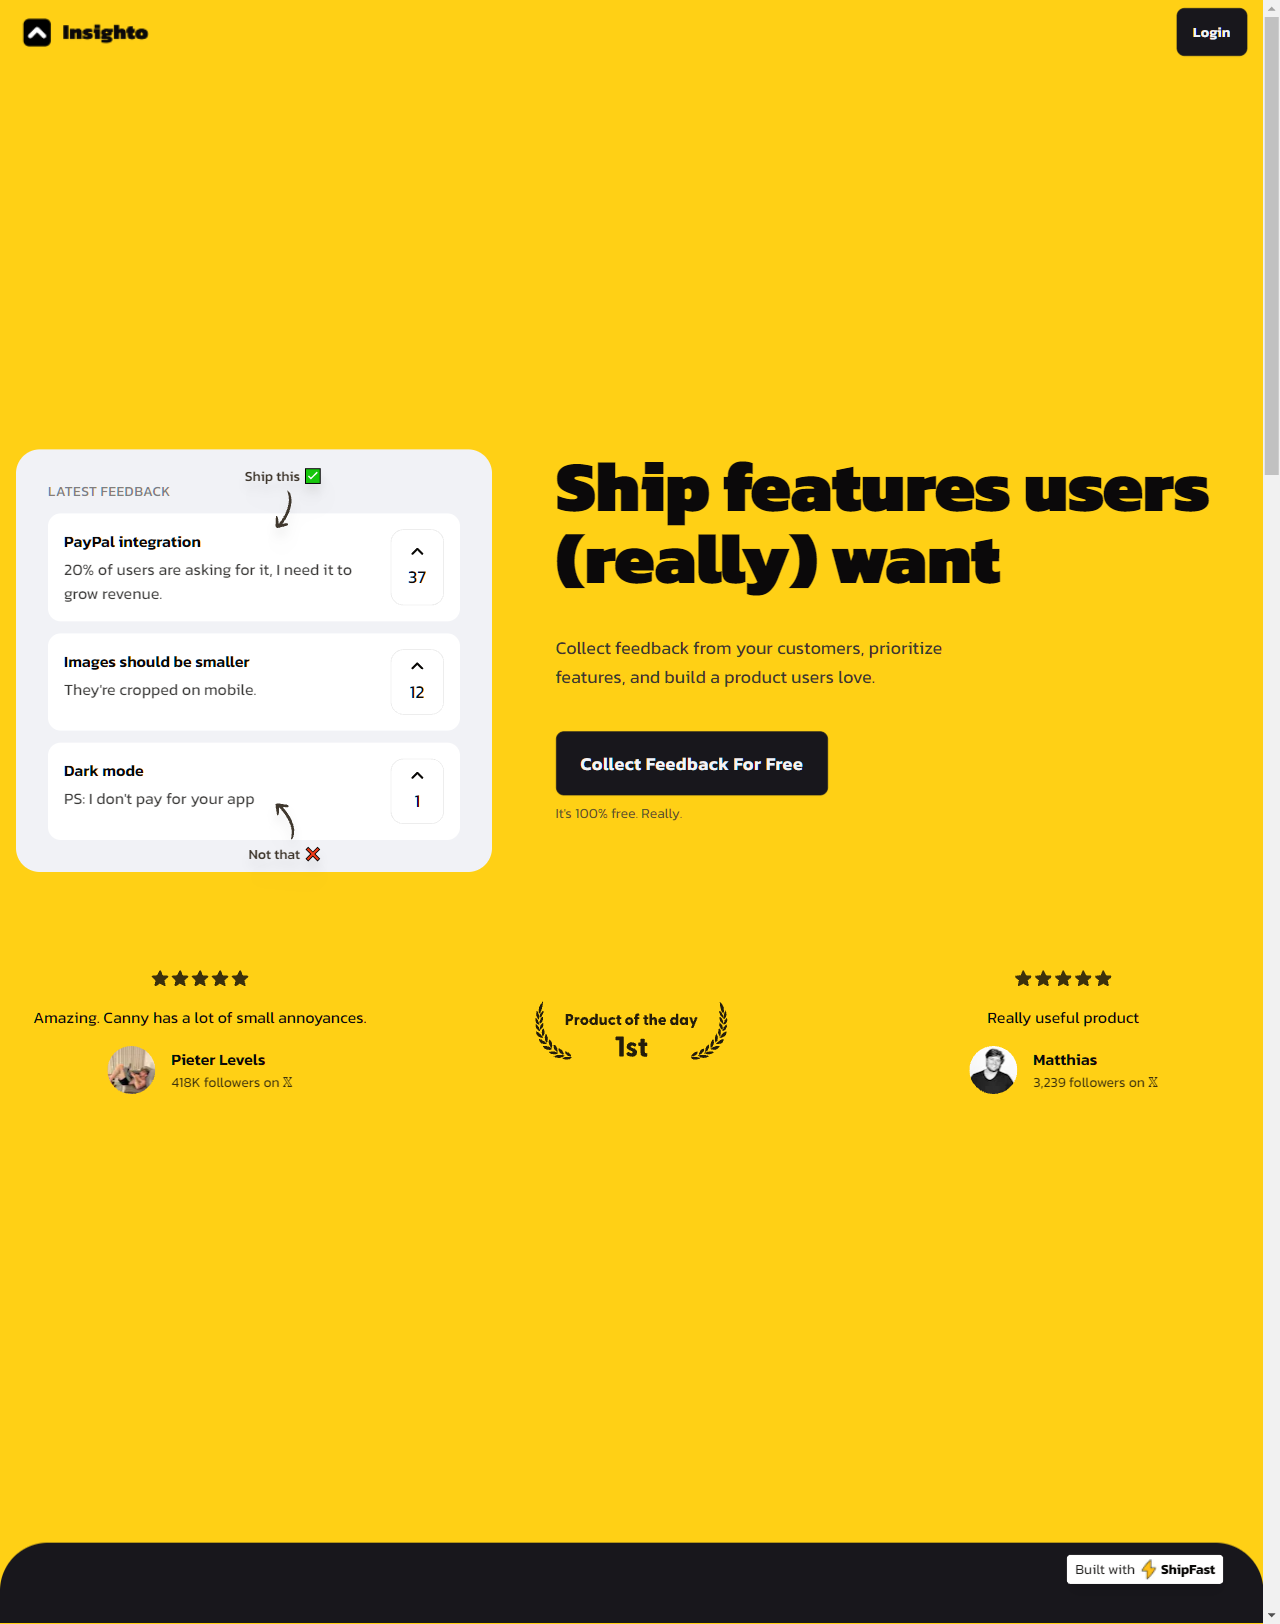 Insighto
Login
Ship this ✅
LATEST FEEDBACK
PayPal integration
20% of users are asking for it, I need it to
grow revenue.
37
Images should be smaller
They're cropped on mobile.
12
Dark mode
PS: I don't pay for your app
1
Not that ❌
Ship features users
(really) want
Collect feedback from your customers, prioritize
features, and build a product users love.
Collect Feedback For Free
It's 100% free. Really.
Amazing. Canny has a lot of small annoyances.
Pieter Levels
418K followers on 𝕏
Product of the day
1st
Really useful product
Matthias
3,239 followers on 𝕏
Built with ShipFast